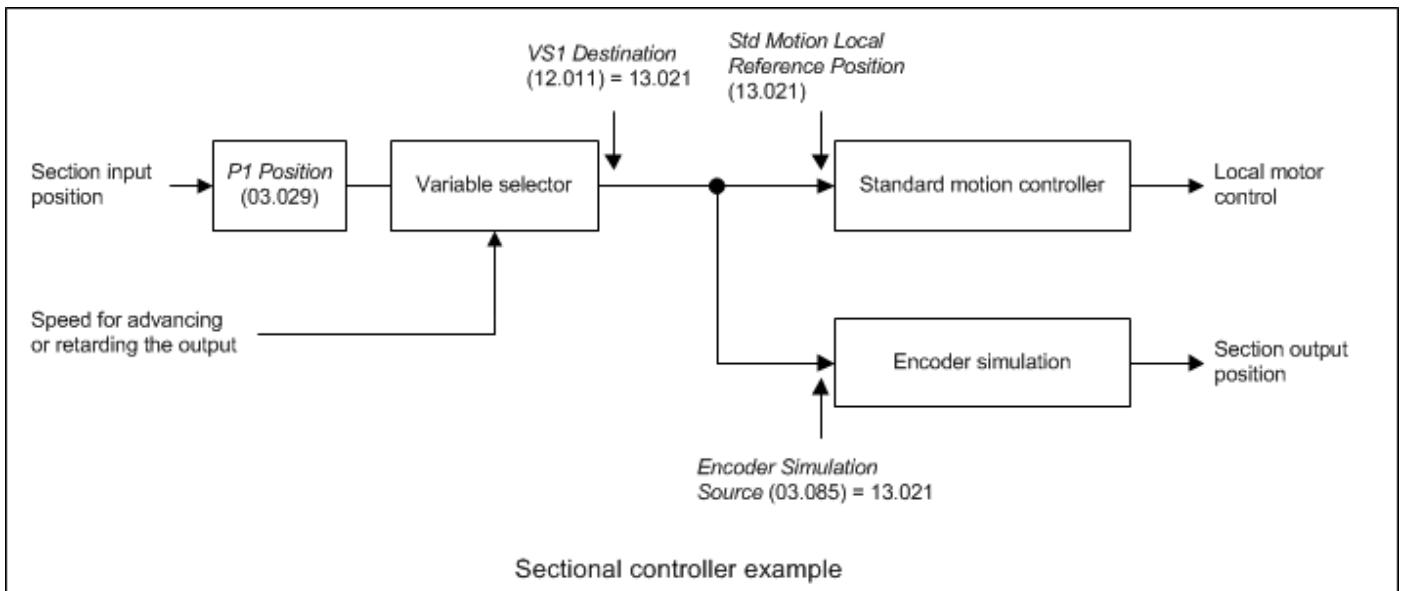 VS1 Destination
(12.011) = 13.021
Std Motion Local
Reference Position
(13.021)
Section input
position
P1 Position
(03.029)
Variable selector
Standard motion controller
Local motor
control
Speed for advancing
or retarding the output
Encoder simulation
Section output
position
Encoder Simulation
Source (03.085) = 13.021
Sectional controller example